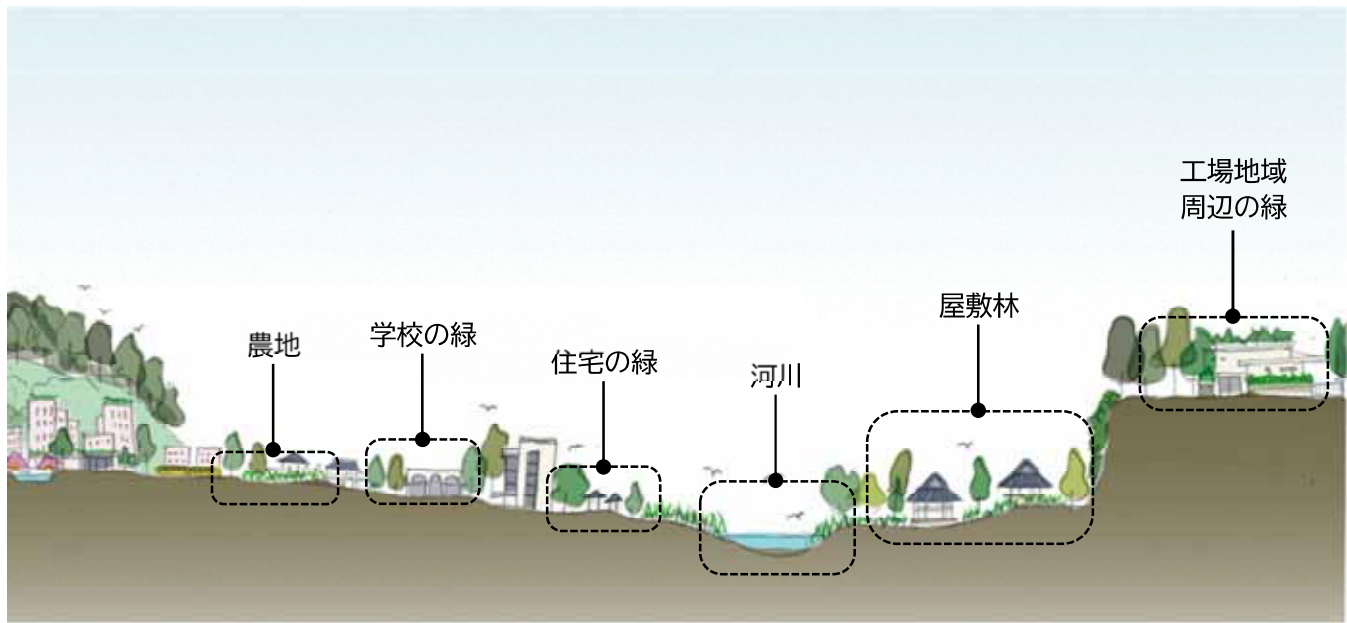 農地
学校の緑
住宅の緑
河川
屋敷林
工場地域
周辺の緑